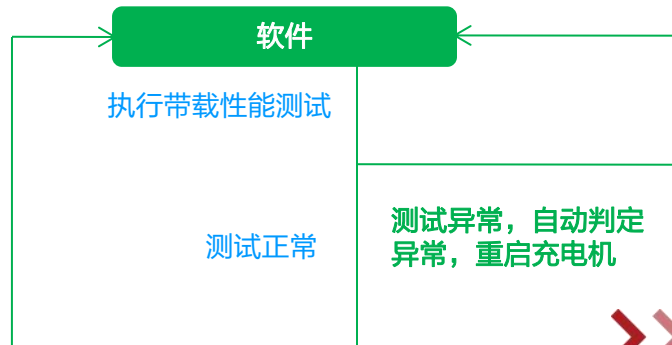 软件
执行带载性能测试
测试异常，自动判定
异常，重启充电机
测试正常